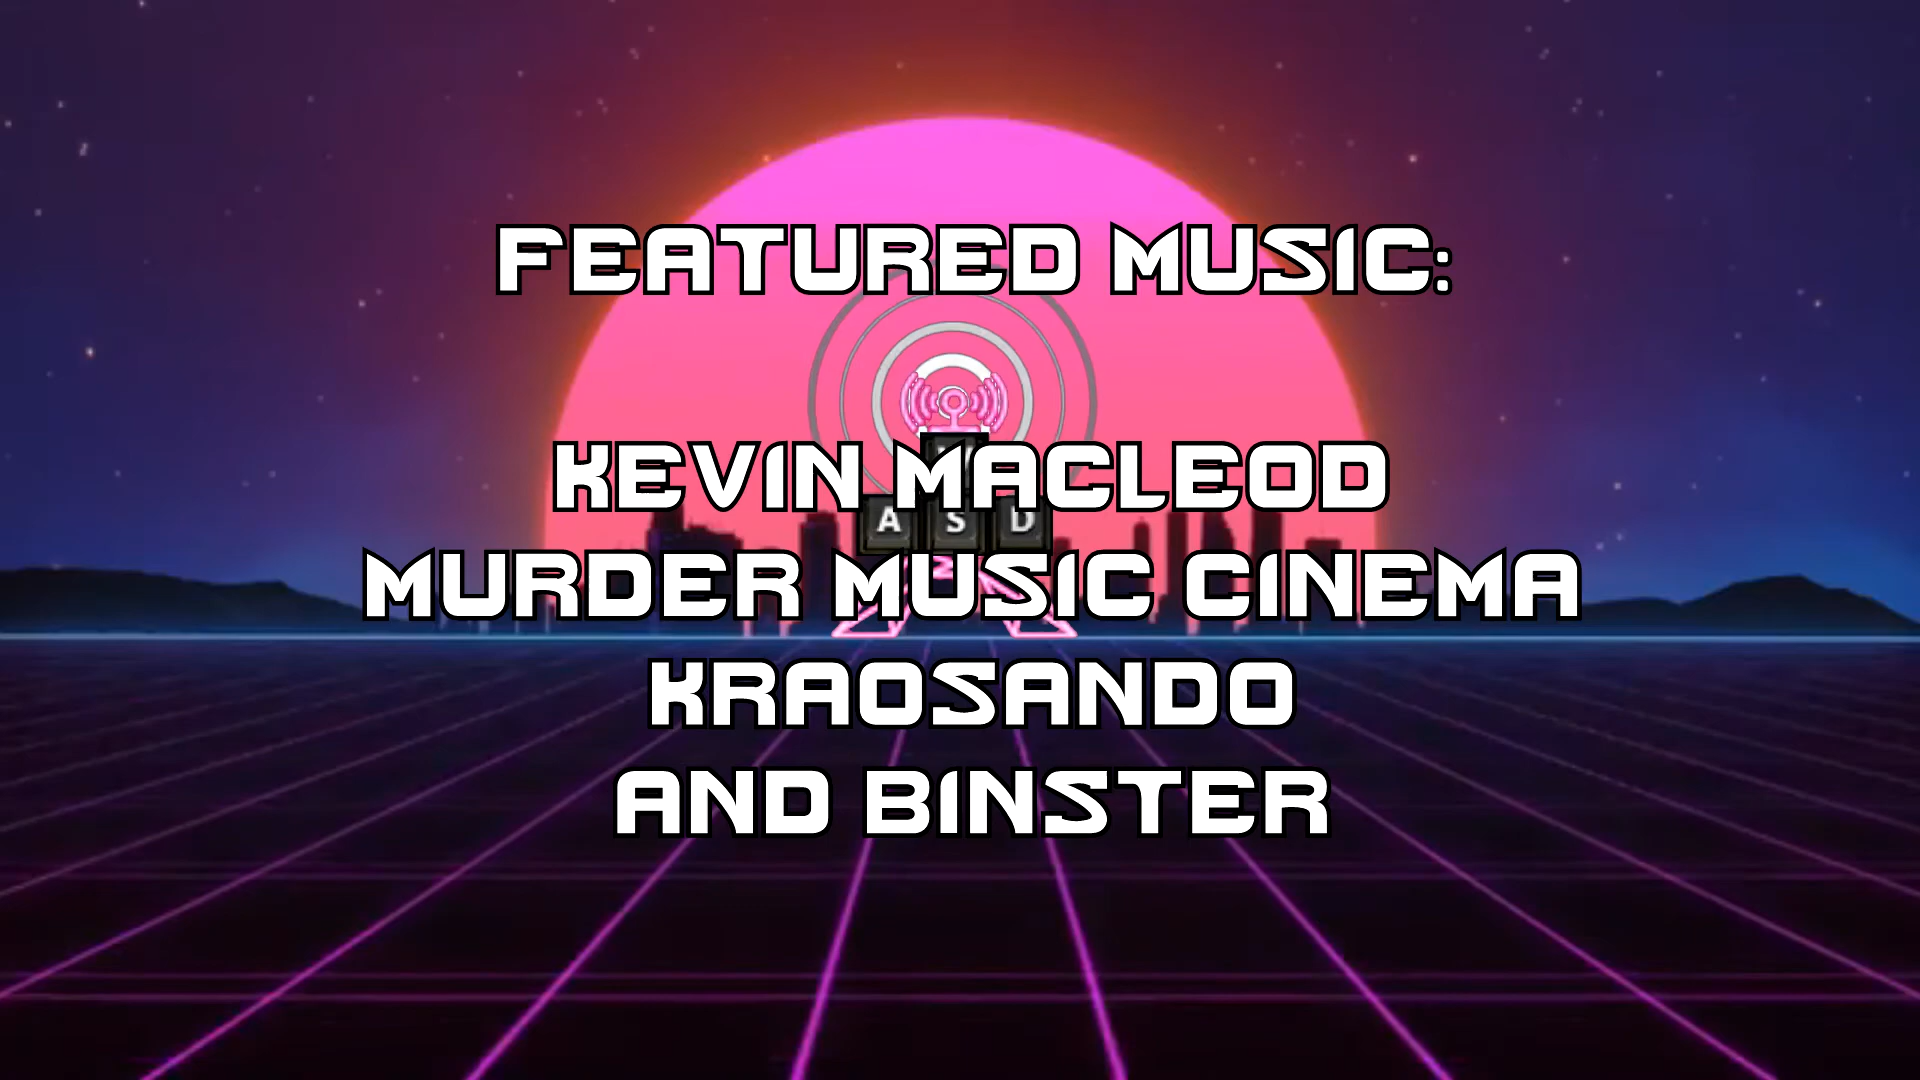 FEATURED MUSIC:
KEVIN MACLEOD
A S D
MURDER MUSIC CINEMA
KRAOSANDO
AND BINSTER